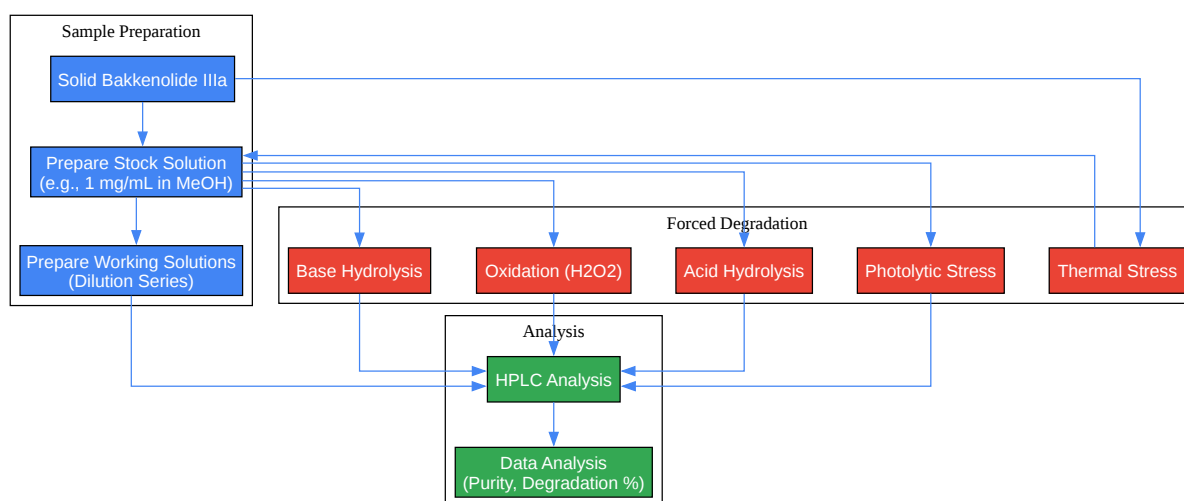 Sample Preparation
Solid Bakkenolide IIIa
Prepare Stock Solution
(e.g., 1 mg/mL in MeOH)
Prepare Working Solutions
(Dilution Series)
Forced Degradation
Base Hydrolysis
Oxidation (H2O2)
Acid Hydrolysis
Photolytic Stress
Thermal Stress
Analysis
HPLC Analysis
Data Analysis
(Purity, Degradation %)